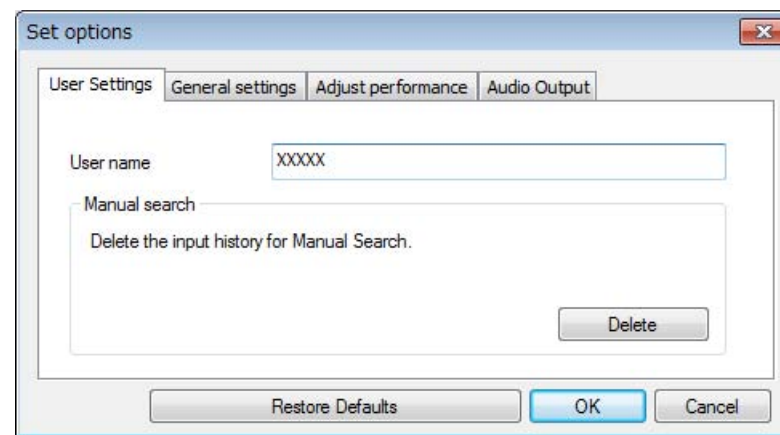 Set options
User Settings General settings Adjust performance Audio Output
User name XXXXX
Manual search
Delete the input history for Manual Search.
Delete
Restore Defaults OK Cancel